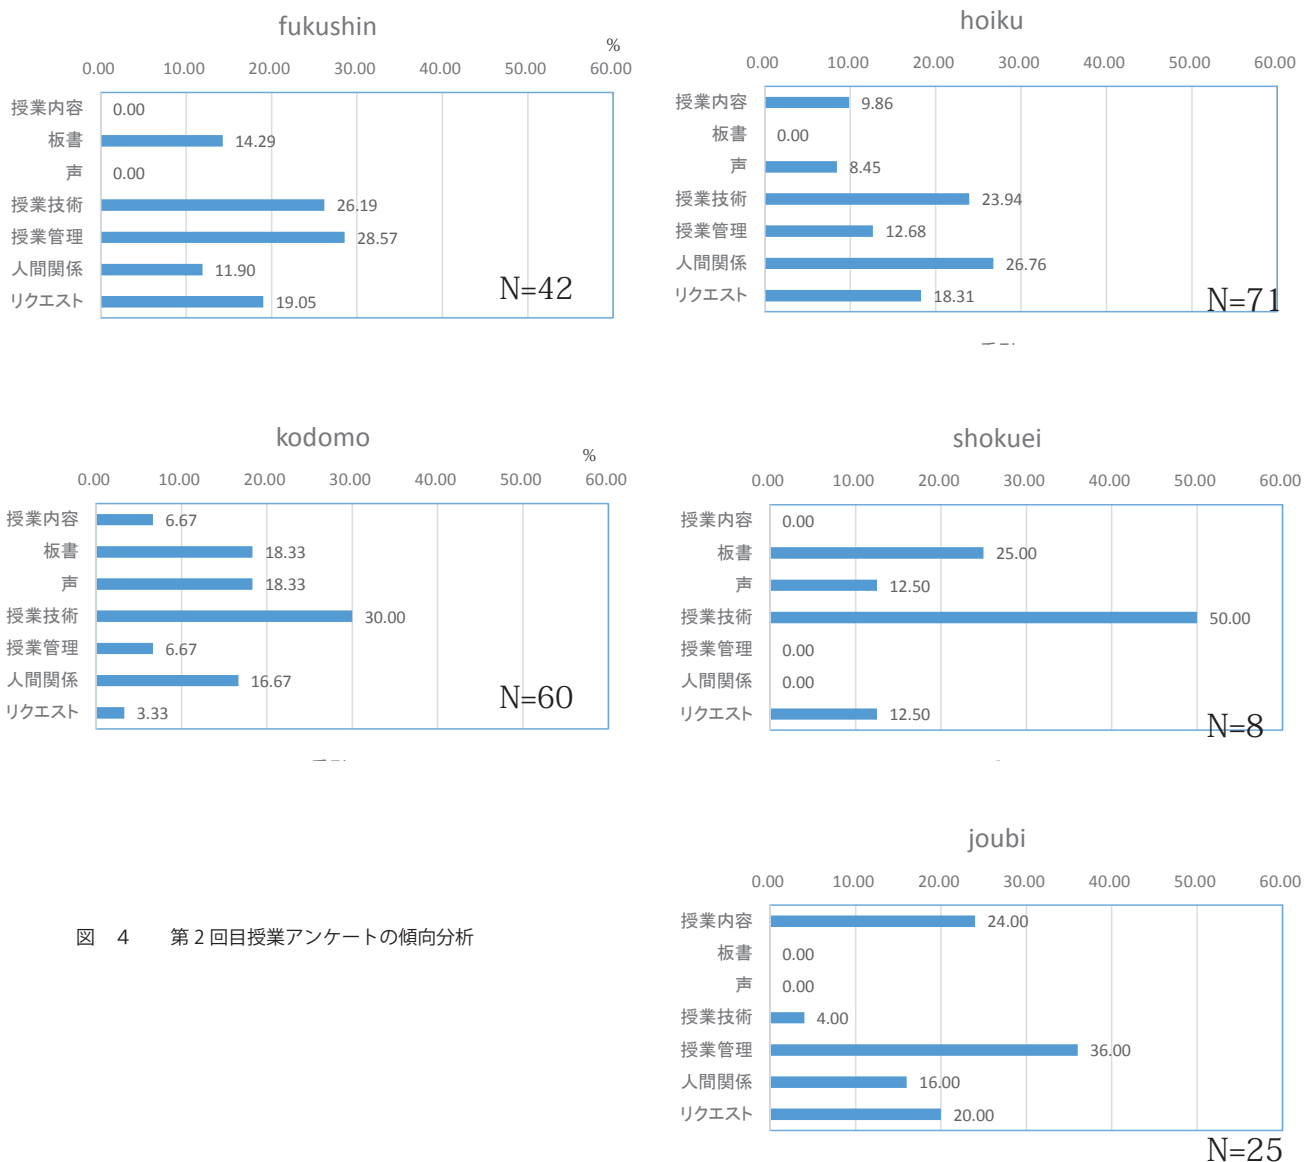 fukushin
%
0.00 10.00 20.00 30.00 40.00 50.00 60.00
授業内容 0.00
板書 14.29
声 0.00
授業技術 26.19
授業管理 28.57
人間関係 11.90
リクエスト 19.05
N=42
hoiku
0.00 10.00 20.00 30.00 40.00 50.00 60.00
授業内容 9.86
板書 0.00
声 8.45
授業技術 23.94
授業管理 12.68
人間関係 26.76
リクエスト 18.31
N=71
kodomo
%
0.00 10.00 20.00 30.00 40.00 50.00 60.00
授業内容 6.67
板書 18.33
声 18.33
授業技術 30.00
授業管理 6.67
人間関係 16.67
リクエスト 3.33
N=60
shokuei
0.00 10.00 20.00 30.00 40.00 50.00 60.00
授業内容 0.00
板書 25.00
声 12.50
授業技術 50.00
授業管理 0.00
人間関係 0.00
リクエスト 12.50
N=8
joubi
0.00 10.00 20.00 30.00 40.00 50.00 60.00
授業内容 24.00
板書 0.00
声 0.00
授業技術 4.00
授業管理 36.00
人間関係 16.00
リクエスト 20.00
N=25
図 4 第2回目授業アンケートの傾向分析